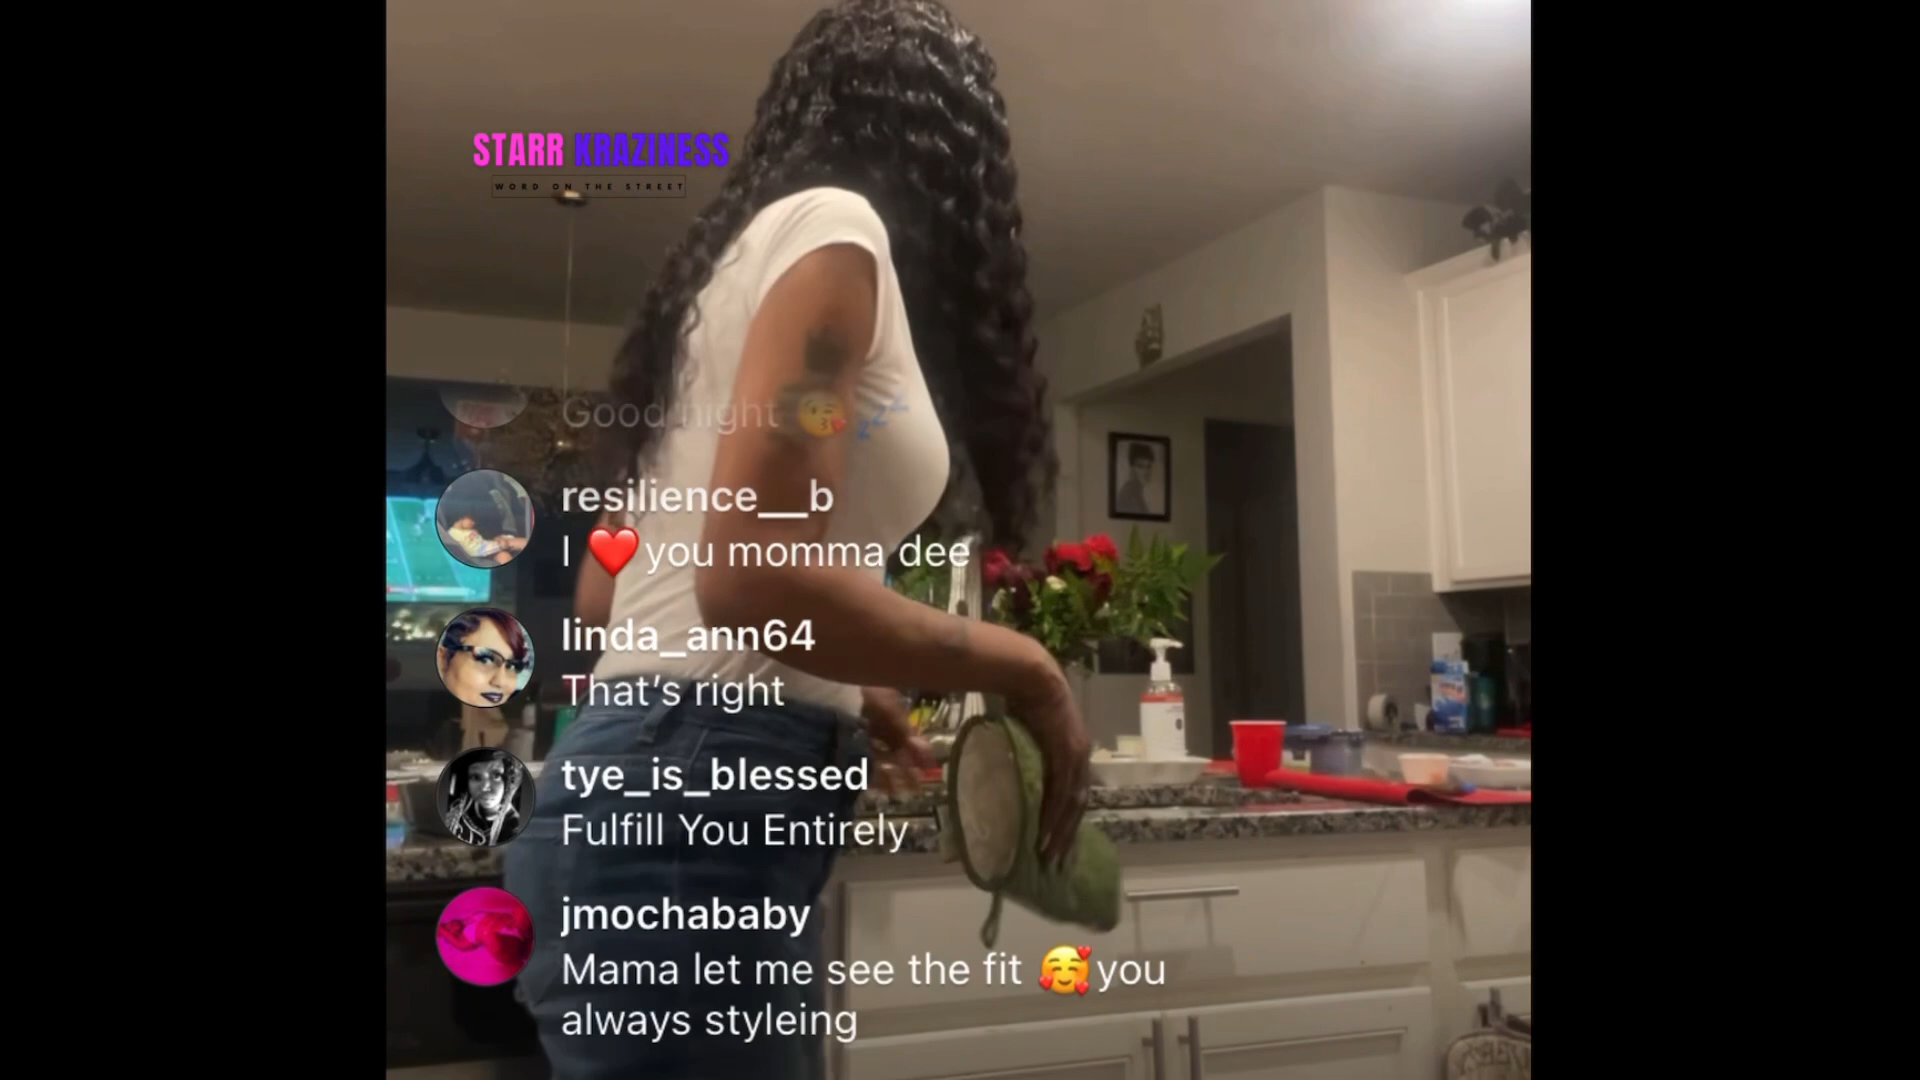 STARR KRAZINESS
WORD ON THE STREET
Good night 😘 💤
resilience__b
I ❤️ you momma dee
linda_ann64
That’s right
tye_is_blessed
Fulfill You Entirely
jmochababy
Mama let me see the fit 🥰 you
always styleing